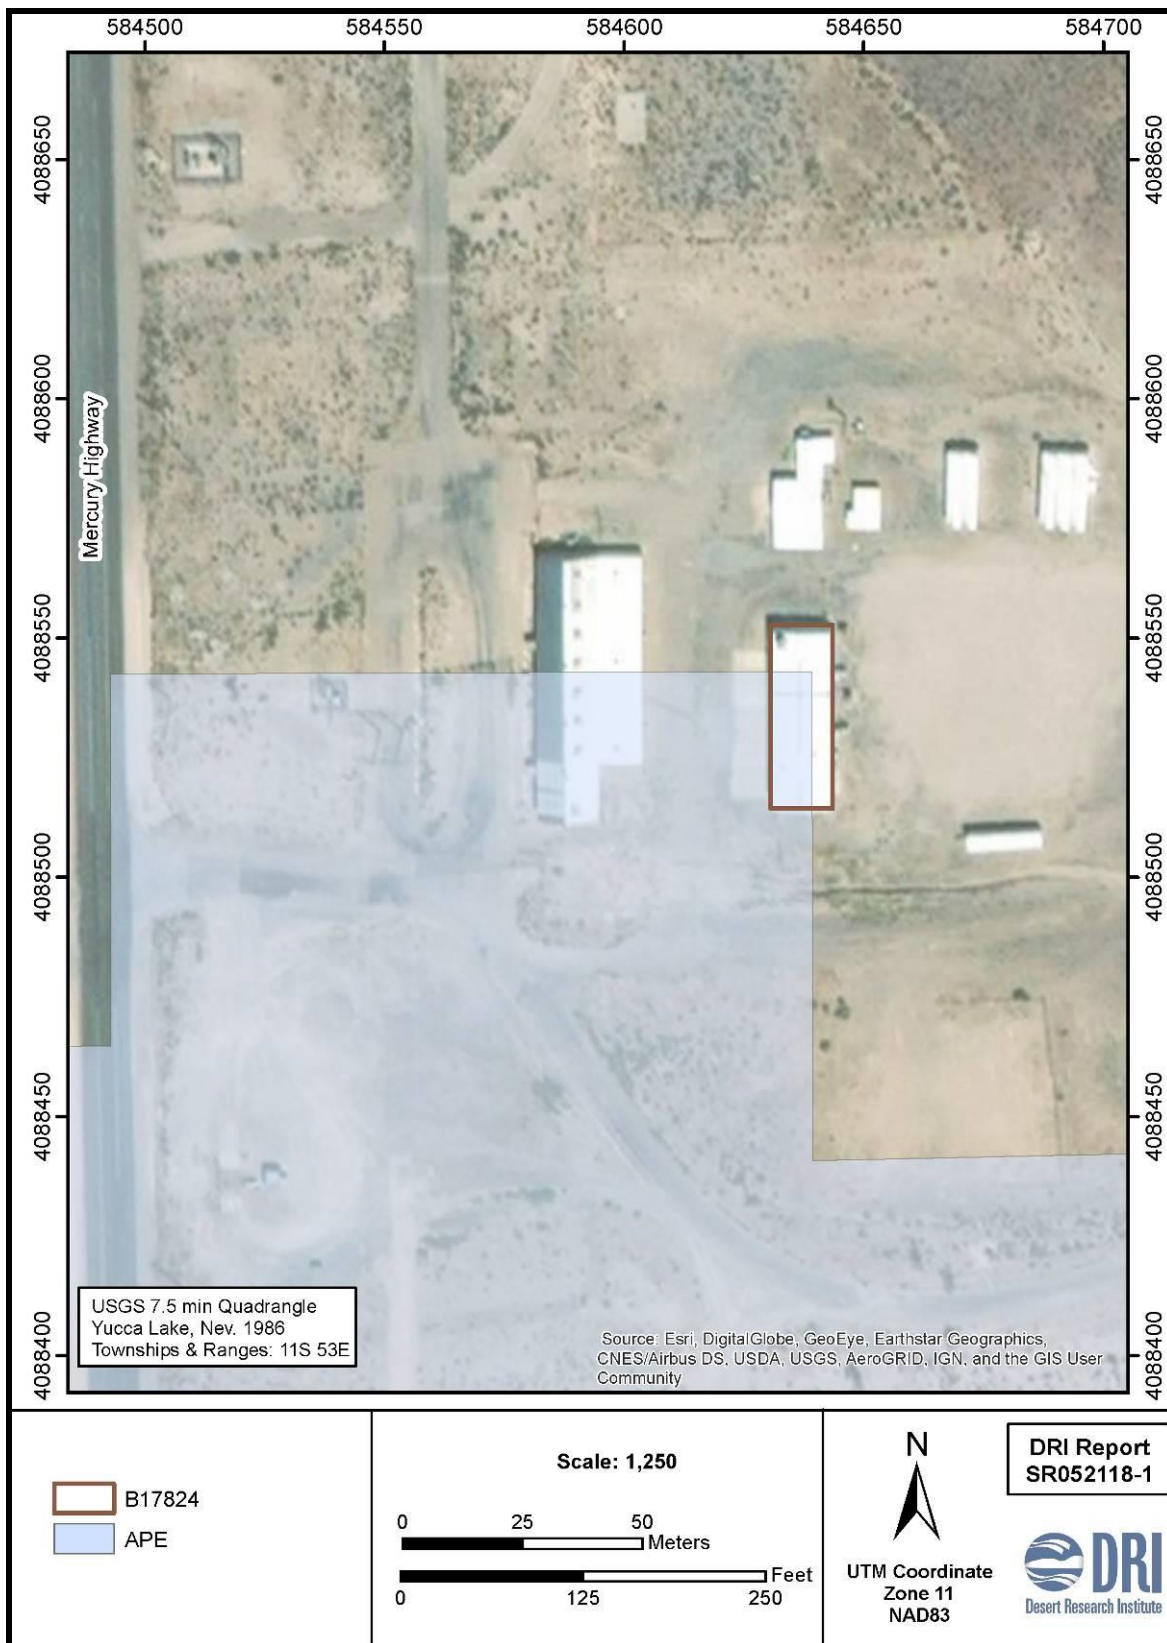 584500 584550 584600 584650 584700
4088650 4088650
4088600 4088600
Mercury Highway
4088550 4088550
4088500 4088500
4088450 4088450
4088400 4088400
USGS 7.5 min Quadrangle
Yucca Lake, Nev. 1986
Townships & Ranges: 11S 53E
Source: Esri, DigitalGlobe, GeoEye, Earthstar Geographics,
CNES/Airbus DS, USDA, USGS, AeroGRID, IGN, and the GIS User
Community
B17824
APE
Scale: 1,250
0 25 50
Meters
Feet
0 125 250
N
UTM Coordinate
Zone 11
NAD83
DRI Report
SR052118-1
DRI
Desert Research Institute